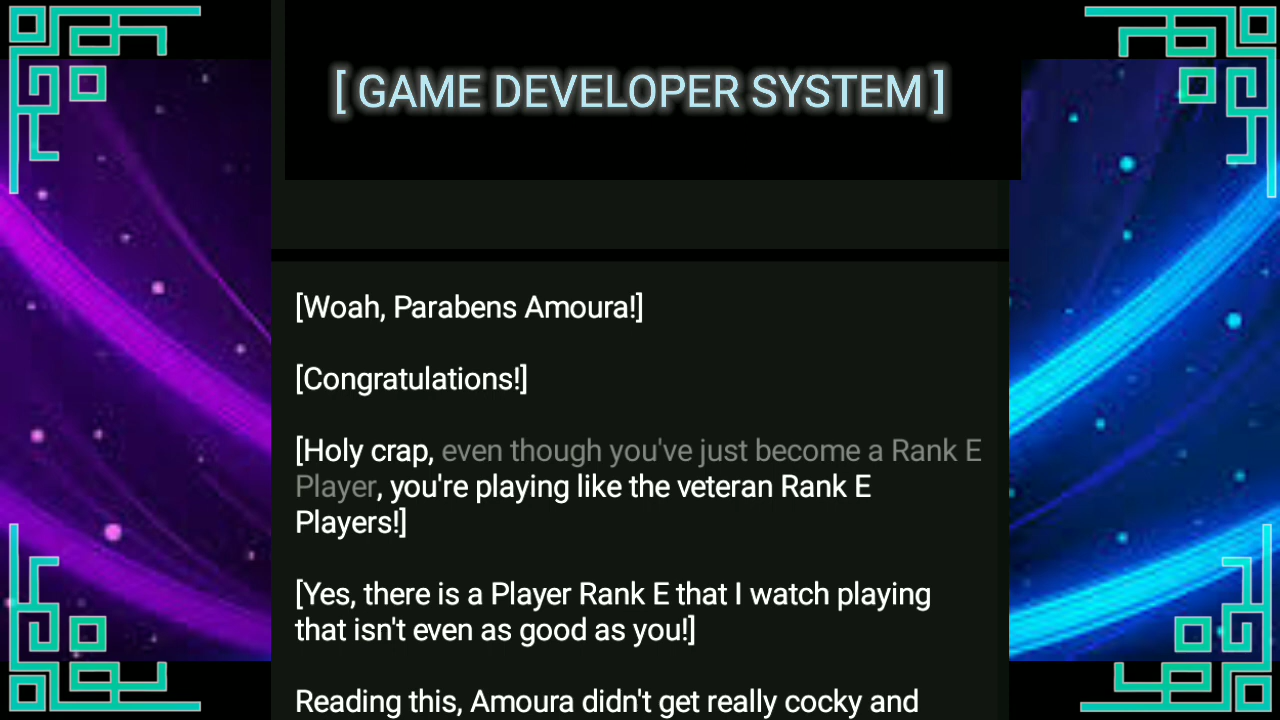 [ GAME DEVELOPER SYSTEM ]
[Woah, Parabens Amoura!]
[Congratulations!]
[Holy crap, even though you've just become a Rank E
Player, you're playing like the veteran Rank E
Players!]
[Yes, there is a Player Rank E that I watch playing
that isn't even as good as you!]
Reading this, Amoura didn't get really cocky and